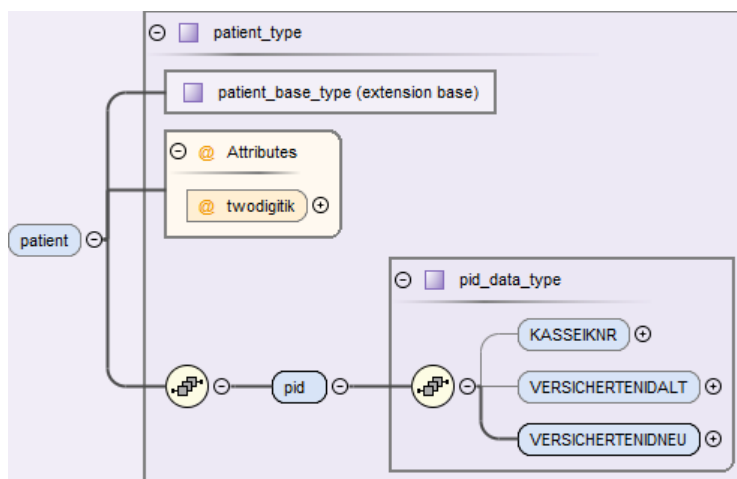 patient_type
patient_base_type (extension base)
@ Attributes
@ twodigitik
patient
pid_data_type
KASSEIKNR
pid
VERSICHERTENIDALT
VERSICHERTENIDNEU